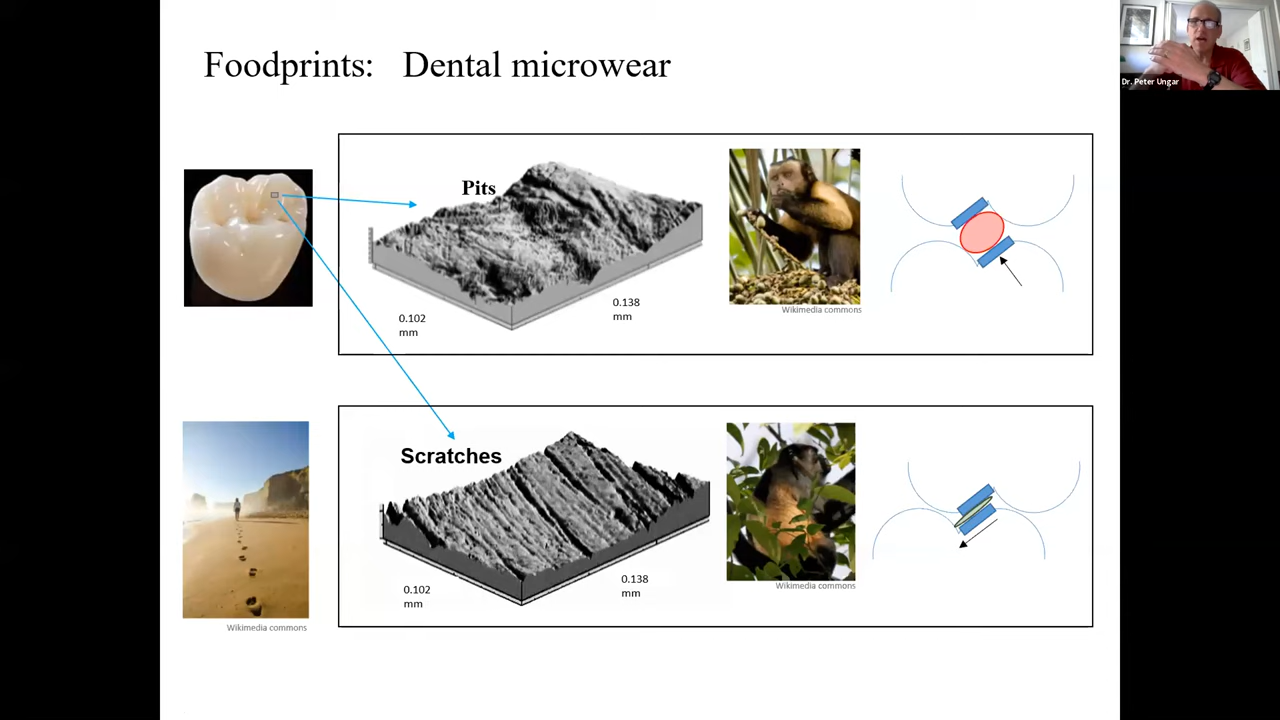 Foodprints: Dental microwear
Dr. Peter Ungar
Pits
0.102
mm
0.138
mm
Wikimedia commons
Scratches
0.102
mm
0.138
mm
Wikimedia commons
Wikimedia commons